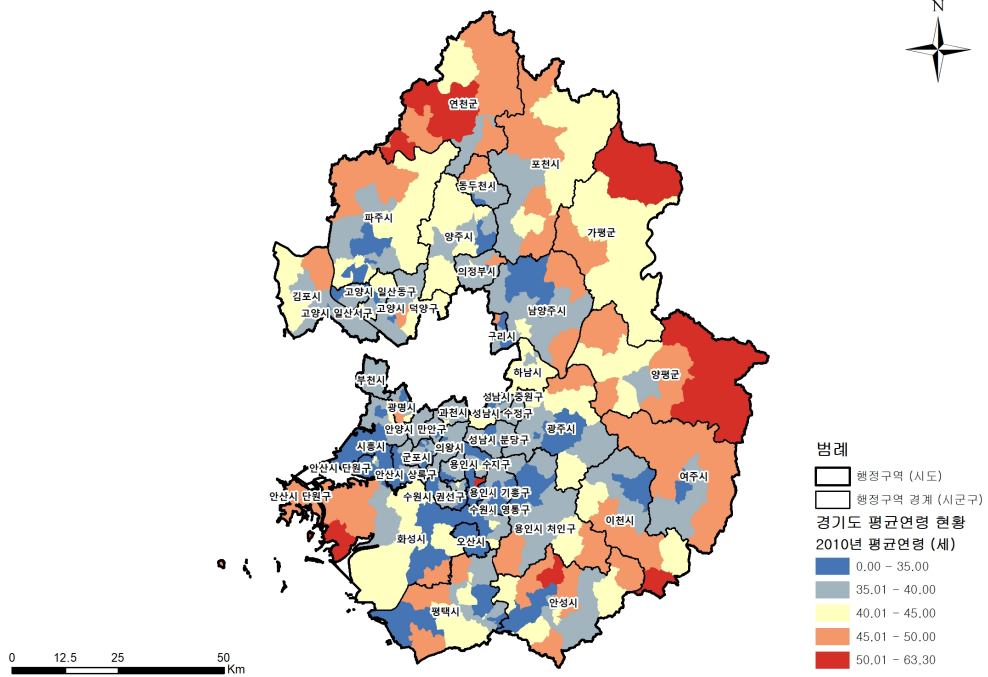 N
연천군
포천시
동두천시
파주시
가평군
양주시
의정부시
고양시 일산동구
김포시
고양시 덕양구
고양시 일산서구
남양주시
구리시
하남시
양평군
부천시
성남시 중원구
광명시
과천시
성남시 수정구
안양시 만안구
광주시
성남시 분당구
시흥시
의왕시
군포시
용인시 수지구
안산시 단원구
안산시 상록구
여주시
안산시 단원구
수원시 권선구
용인시 기흥구
수원시 영통구
이천시
용인시 처인구
화성시
오산시
안성시
평택시
범례
행정구역 (시도)
행정구역 경계 (시군구)
경기도 평균연령 현황
2010년 평균연령 (세)
0.00 - 35.00
35.01 - 40.00
40.01 - 45.00
45.01 - 50.00
50.01 - 63.30
0 12.5 25 50
Km